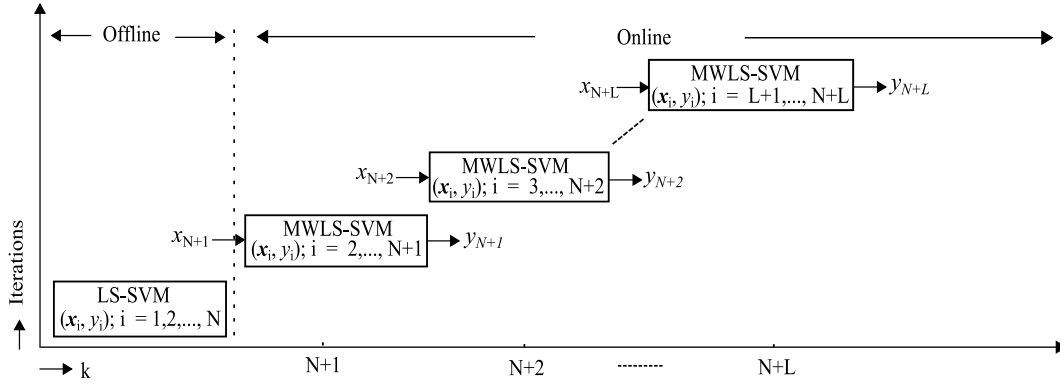 Offline
Online
MWLS-SVM
x_{N+L}
(x_i, y_i); i = L+1,..., N+L
y_{N+L}
MWLS-SVM
x_{N+2}
(x_i, y_i); i = 3,..., N+2
y_{N+2}
MWLS-SVM
x_{N+1}
(x_i, y_i); i = 2,..., N+1
y_{N+1}
LS-SVM
(x_i, y_i); i = 1,2,..., N
Iterations
k
N+1
N+2
N+L